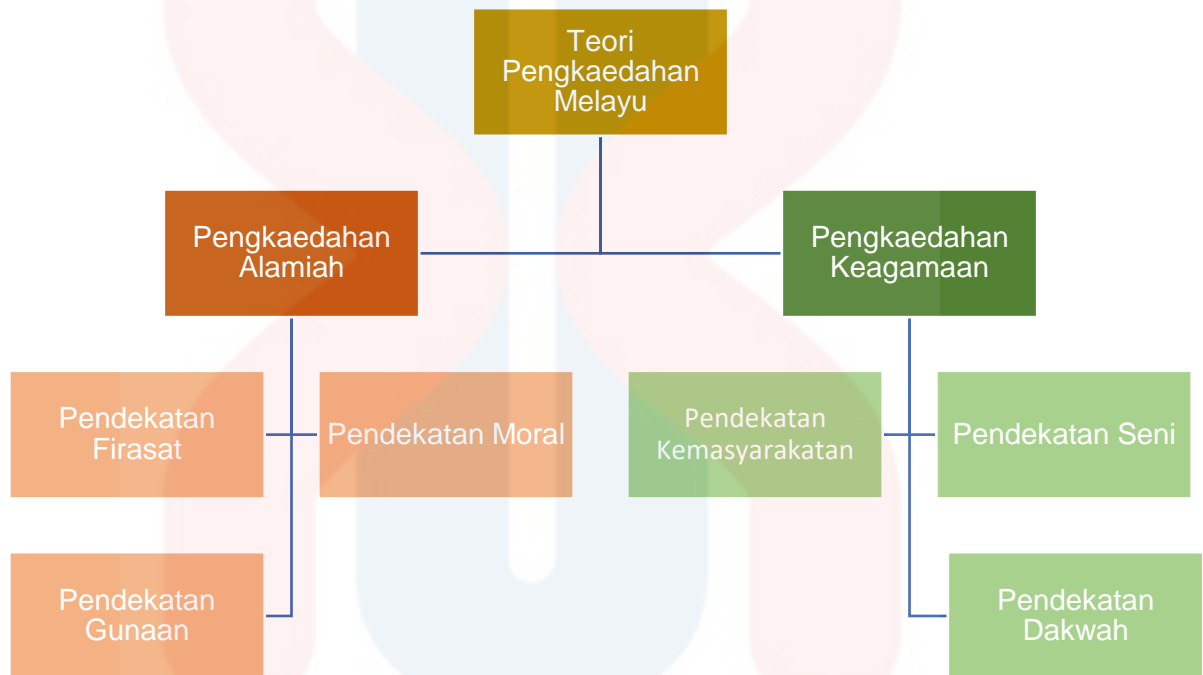 Teori
Pengkaedahan
Melayu
Pengkaedahan
Alamiah
Pengkaedahan
Keagamaan
Pendekatan
Firasat
Pendekatan Moral
Pendekatan
Kemasyarakatan
Pendekatan Seni
Pendekatan
Gunaan
Pendekatan
Dakwah